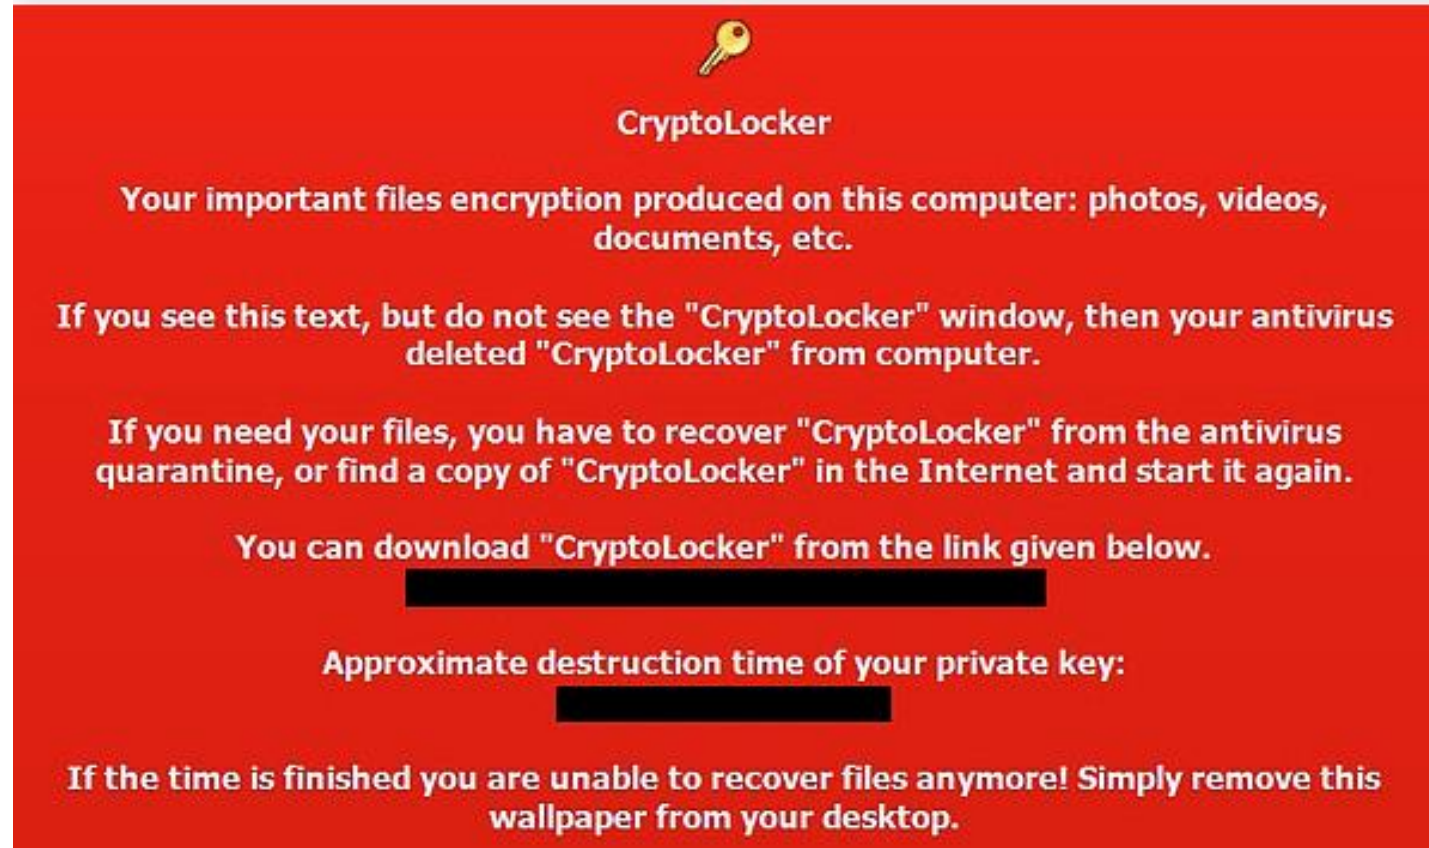 CryptoLocker
Your important files encryption produced on this computer: photos, videos,
documents, etc.
If you see this text, but do not see the "CryptoLocker" window, then your antivirus
deleted "CryptoLocker" from computer.
If you need your files, you have to recover "CryptoLocker" from the antivirus
quarantine, or find a copy of "CryptoLocker" in the Internet and start it again.
You can download "CryptoLocker" from the link given below.
Approximate destruction time of your private key:
If the time is finished you are unable to recover files anymore! Simply remove this
wallpaper from your desktop.